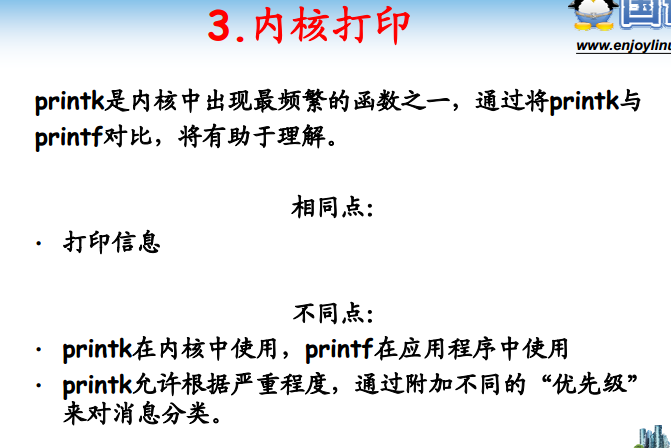 3.内核打印
www.enjoylinu
printk是内核中出现最频繁的函数之一，通过将printk与
printf对比，将有助于理解。
相同点：
• 打印信息
不同点：
• printk在内核中使用，printf在应用程序中使用
• printk允许根据严重程度，通过附加不同的“优先级”
来对消息分类。